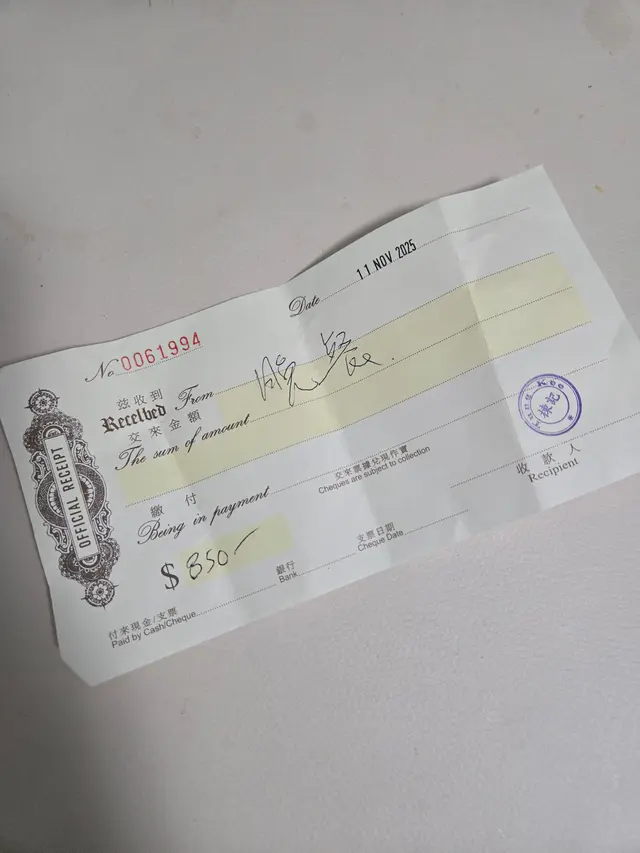 OFFICIAL RECEIPT
No 0061994
Date 11 NOV 2025
茲收到
Received From 晚餐
交來金額
The sum of amount
繳付
Being in payment
交來票據兌現作實
Cheques are subject to collection
Kee
記
收款人
Recipient
$ 850
銀行
Bank
支票日期
Cheque Date
付來現金/支票
Paid by Cash/Cheque